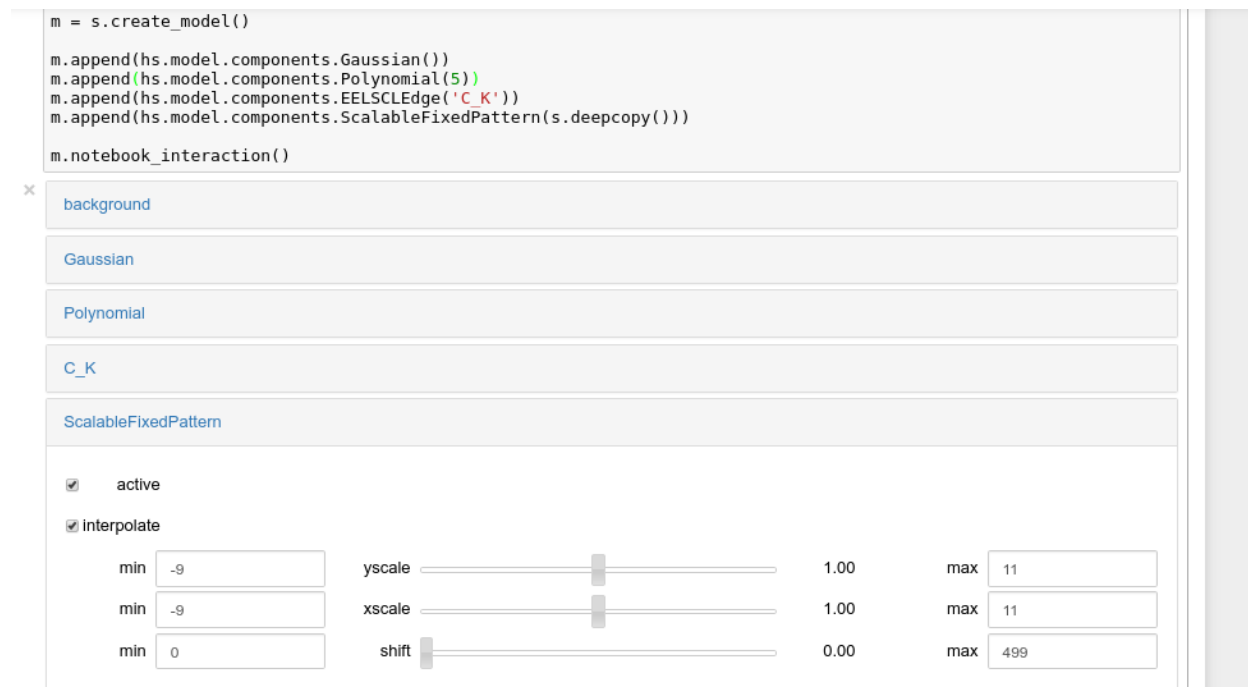 m = s.create_model()
m.append(hs.model.components.Gaussian())
m.append(hs.model.components.Polynomial(5))
m.append(hs.model.components.EELSCLEdge('C_K'))
m.append(hs.model.components.ScalableFixedPattern(s.deepcopy()))
m.notebook_interaction()
×
background
Gaussian
Polynomial
C_K
ScalableFixedPattern
active
interpolate
min -9 yscale 1.00 max 11
min -9 xscale 1.00 max 11
min 0 shift 0.00 max 499